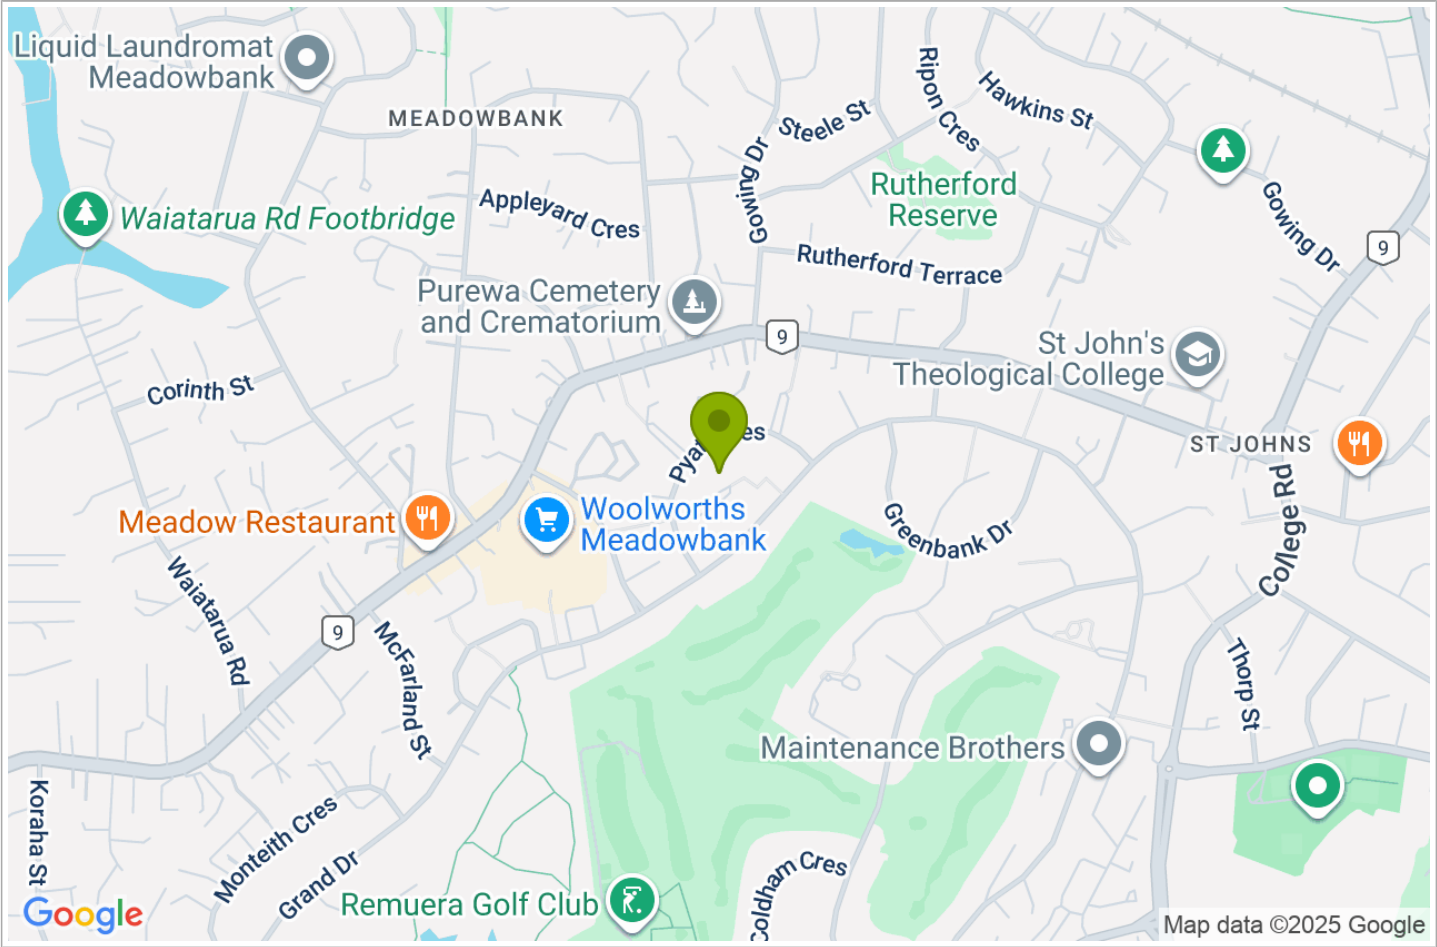 Liquid Laundromat
Meadowbank
MEADOWBANK
Steele St
Ripon Cres
Hawkins St
Gowing Dr
Rutherford
Reserve
Waiatarua Rd Footbridge
Appleyard Cres
Gowing Dr
9
Rutherford Terrace
Purewa Cemetery
and Crematorium
9
St John's
Theological College
Corinth St
ST JOHNS
College Rd
Meadow Restaurant
Woolworths
Meadowbank
Greenbank Dr
Waiatarua Rd
9
McFarland St
Thorp St
Maintenance Brothers
Koraha St
Monteith Cres
Grand Dr
Remuera Golf Club
Coldham Cres
Google
Map data ©2025 Google